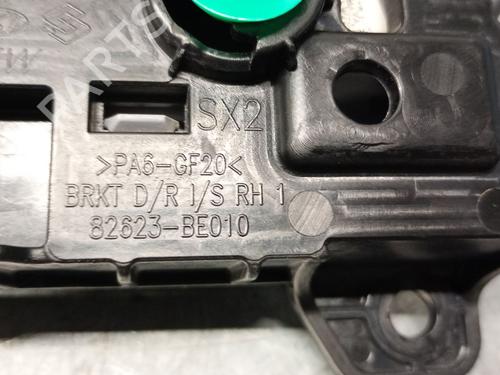 SX2
>PA6-GF20<
BRKT D/R I/S RH 1
82623-BE010